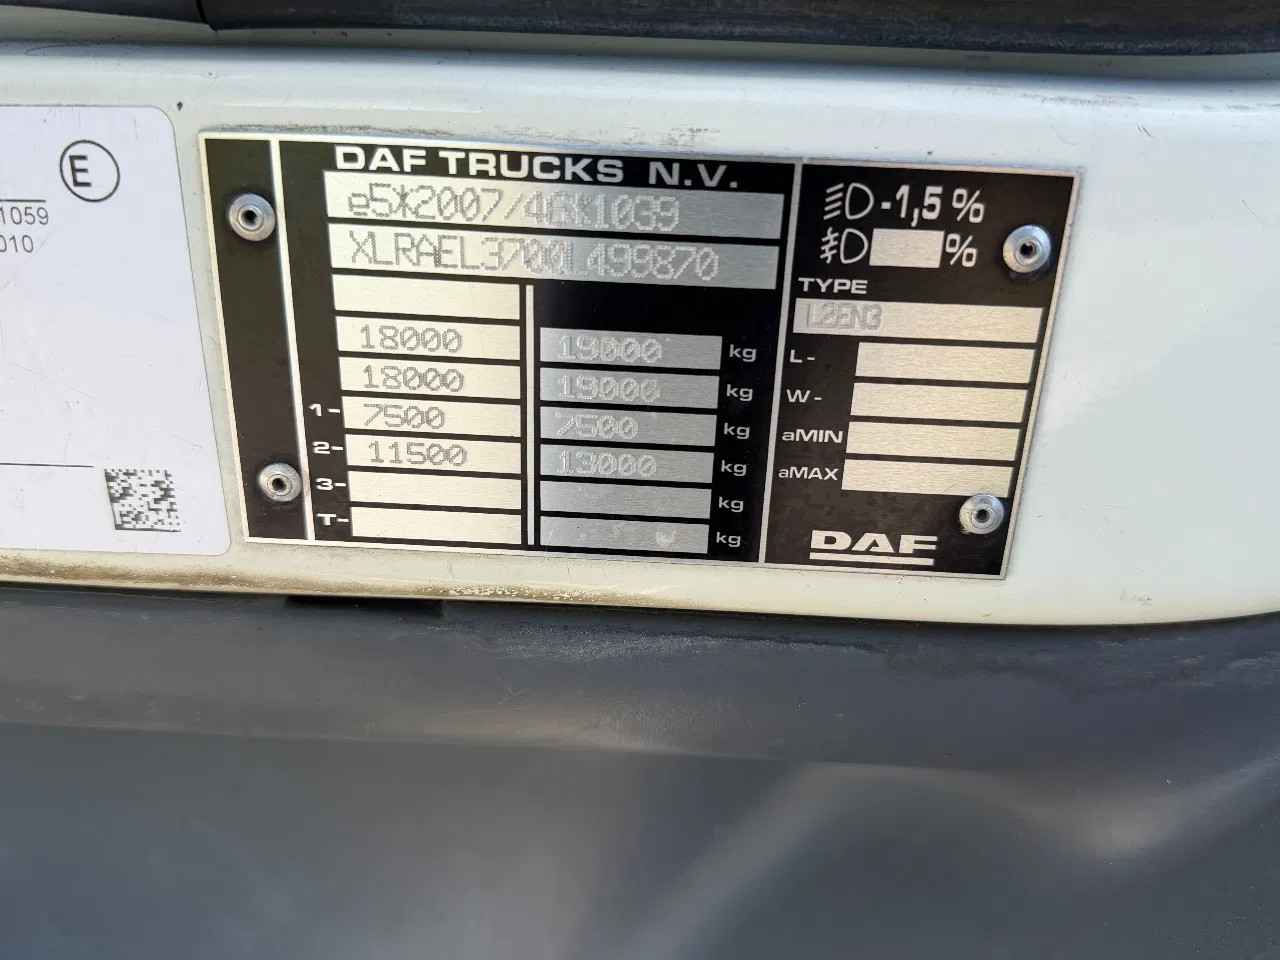 E
1059
010
DAF TRUCKS N.V.
e5*2007/46*1039
XLRAEL3700L499870
18000 19000 kg
18000 19000 kg
1- 7500 7500 kg
2- 11500 13000 kg
3- kg
T- kg
-1,5 %
%
TYPE
L2EN3
L-
W-
aMIN
aMAX
DAF